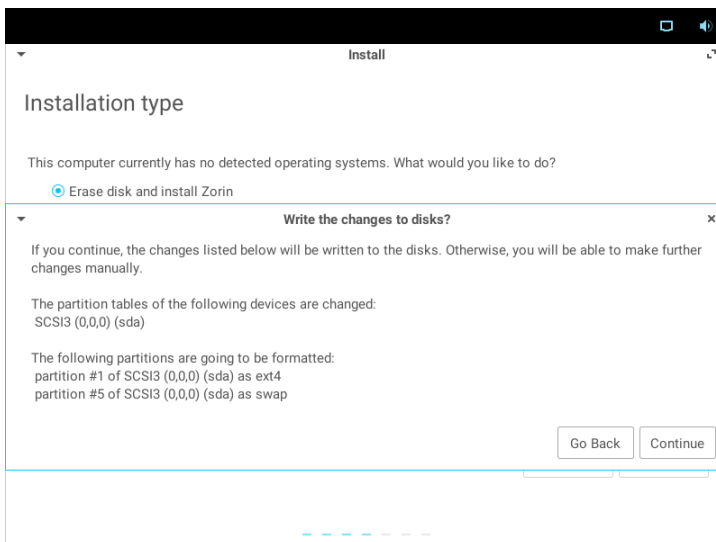 Install
Installation type
This computer currently has no detected operating systems. What would you like to do?
Erase disk and install Zorin
Write the changes to disks?
If you continue, the changes listed below will be written to the disks. Otherwise, you will be able to make further
changes manually.
The partition tables of the following devices are changed:
SCSI3 (0,0,0) (sda)
The following partitions are going to be formatted:
partition #1 of SCSI3 (0,0,0) (sda) as ext4
partition #5 of SCSI3 (0,0,0) (sda) as swap
Go Back
Continue